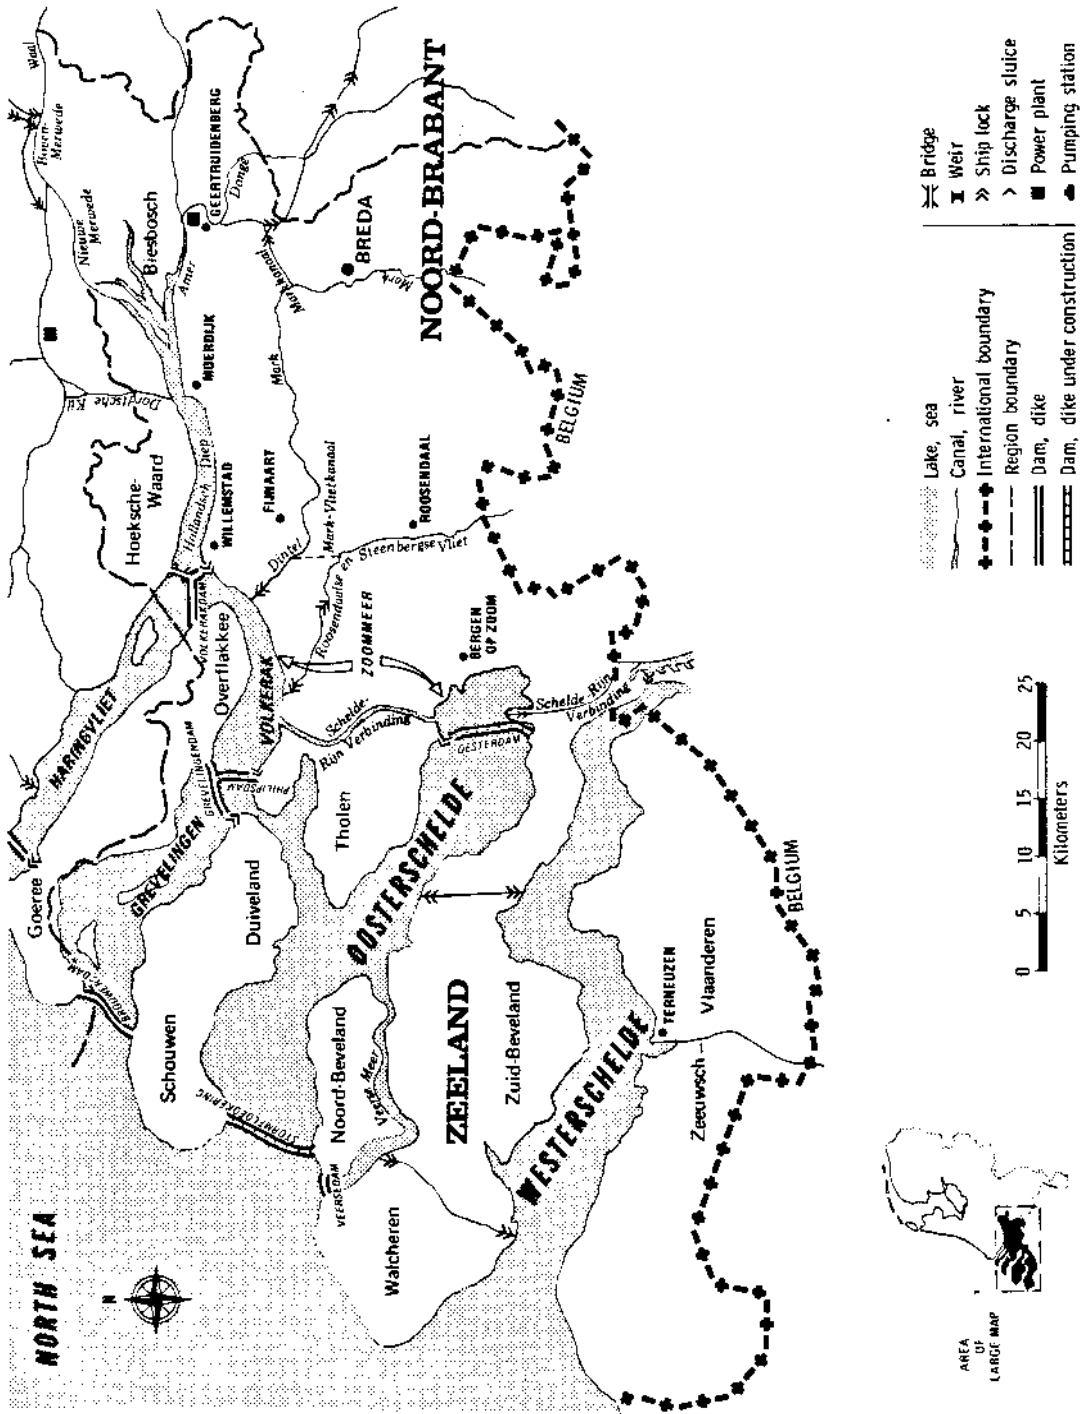 NORTH SEA
N
HARINGVLIET
Goeree
BROUWERSDAM
GREVELINGEN
GREVELINGENDAM
Schouwen
Duiveland
PHILIPSDAM
Overflakkee
VOLKERAK
VOLKERAKDAM
Hoeksche-
Waard
Hollandsch Diep
WILLEMSTAD
Dordtsche Kil
MOERDIJK
Nieuwe
Merwede
Merwede
Waal
Biesbosch
Amer
GEERTRUIDENBERG
Donge
Markkanaal
BREDA
Mark
NOORD-BRABANT
Mark
FIJNAART
Dintel
Mark-Vlietkanaal
Roosendaalse en Steenbergse Vliet
ROOSENDAAL
ZOOMMEER
BERGEN
OP ZOOM
Schelde-
Rijn Verbinding
OESTERDAM
Schelde-Rijn
Verbinding
Tholen
OOSTERSCHELDE
Noord-Beveland
Veerse Meer
VEERSEDAM
Walcheren
ZEELAND
Zuid-Beveland
WESTERSCHELDE
TERNEUZEN
Zeeuwsch-
Vlaanderen
BELGIUM
BELGIUM
AREA
OF
LARGE MAP
0 5 10 15 20 25
Kilometers
Lake, sea
Canal, river
International boundary
Region boundary
Dam, dike
Dam, dike under construction
Bridge
Weir
Ship lock
Discharge sluice
Power plant
Pumping station